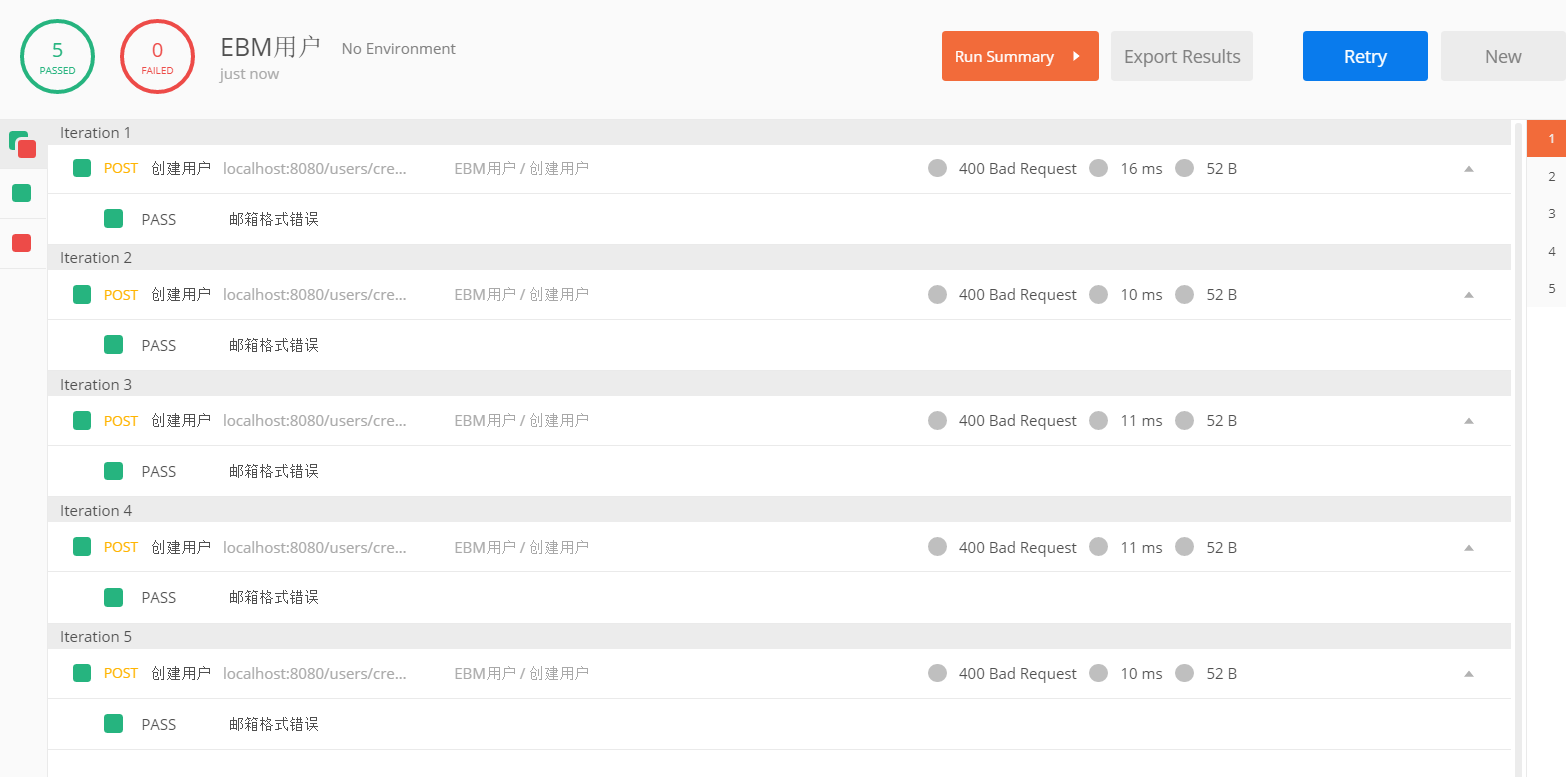 5 PASSED 0 FAILED EBM用户 No Environment just now Run Summary Export Results Retry New
Iteration 1
POST 创建用户 localhost:8080/users/cre... EBM用户 / 创建用户 400 Bad Request 16 ms 52 B
PASS 邮箱格式错误
Iteration 2
POST 创建用户 localhost:8080/users/cre... EBM用户 / 创建用户 400 Bad Request 10 ms 52 B
PASS 邮箱格式错误
Iteration 3
POST 创建用户 localhost:8080/users/cre... EBM用户 / 创建用户 400 Bad Request 11 ms 52 B
PASS 邮箱格式错误
Iteration 4
POST 创建用户 localhost:8080/users/cre... EBM用户 / 创建用户 400 Bad Request 11 ms 52 B
PASS 邮箱格式错误
Iteration 5
POST 创建用户 localhost:8080/users/cre... EBM用户 / 创建用户 400 Bad Request 10 ms 52 B
PASS 邮箱格式错误
1
2
3
4
5